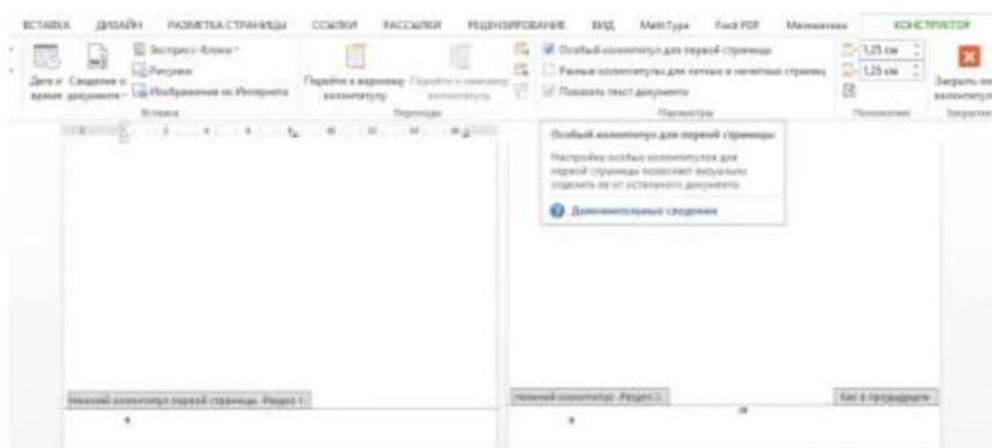 ВСТАВКА ДИЗАЙН РАЗМЕТКА СТРАНИЦЫ ССЫЛКИ РАССЫЛКИ РЕЦЕНЗИРОВАНИЕ ВИД MathType Foxit PDF Математика КОНСТРУКТОР
Экспресс-блоки Особый колонтитул для первой страницы 1,25 см
Дата и Сведения о Рисунки Перейти к верхнему Перейти к нижнему Разные колонтитулы для четных и нечетных страниц 1,25 см Закрыть
время документе Изображения из Интернета колонтитулу колонтитулу Показать текст документа
Вставка Переходы Параметры Положение
Особый колонтитул для первой страницы
Настройка особых колонтитулов для
первой страницы позволяет визуально
отделить ее от остального документа.
Дополнительные сведения
Нижний колонтитул первой страницы -Раздел 1- Нижний колонтитул -Раздел 2- Как в предыдущем